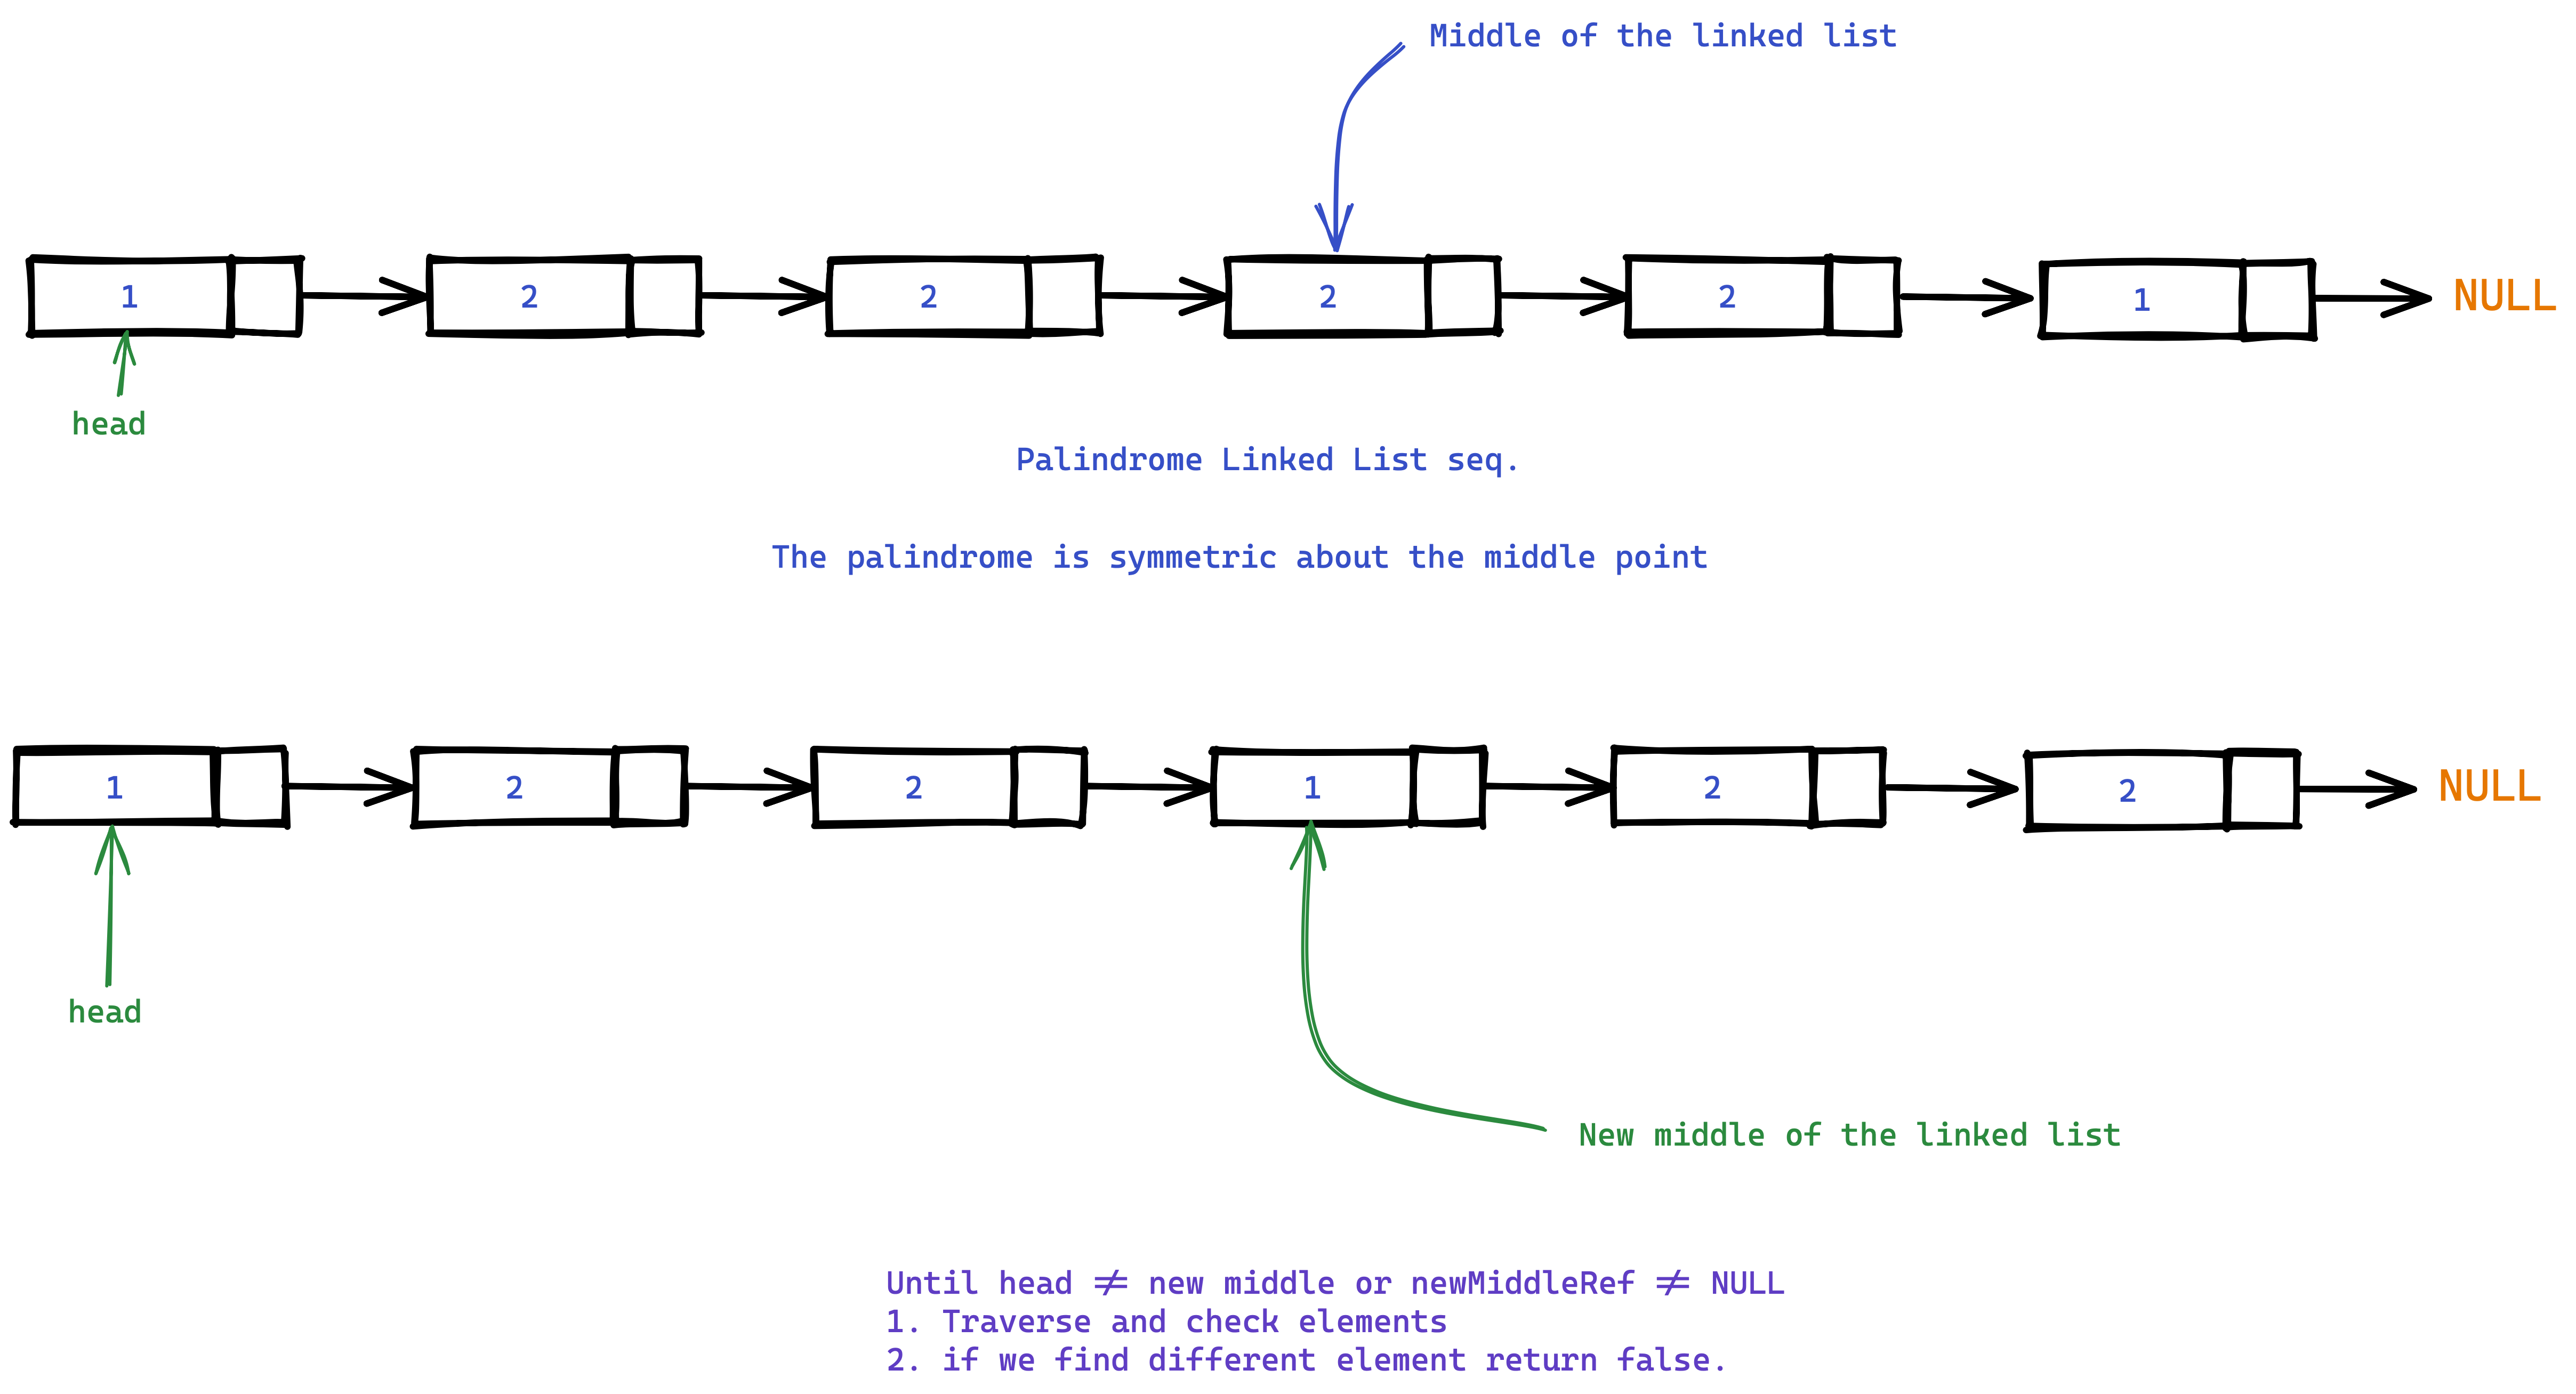 Middle of the linked list
1 2 2 2 2 1 NULL
head
Palindrome Linked List seq.
The palindrome is symmetric about the middle point
1 2 2 1 2 2 NULL
head
New middle of the linked list
Until head ≠ new middle or newMiddleRef ≠ NULL
1. Traverse and check elements
2. if we find different element return false.